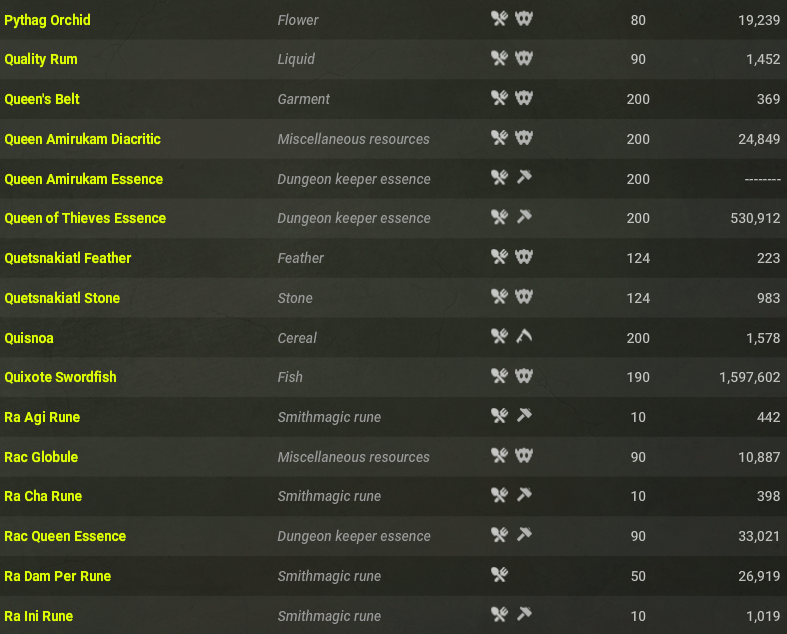 Pythag Orchid Flower 80 19,239
Quality Rum Liquid 90 1,452
Queen's Belt Garment 200 369
Queen Amirukam Diacritic Miscellaneous resources 200 24,849
Queen Amirukam Essence Dungeon keeper essence 200 --------
Queen of Thieves Essence Dungeon keeper essence 200 530,912
Quetsnakiatl Feather Feather 124 223
Quetsnakiatl Stone Stone 124 983
Quisnoa Cereal 200 1,578
Quixote Swordfish Fish 190 1,597,602
Ra Agi Rune Smithmagic rune 10 442
Rac Globule Miscellaneous resources 90 10,887
Ra Cha Rune Smithmagic rune 10 398
Rac Queen Essence Dungeon keeper essence 90 33,021
Ra Dam Per Rune Smithmagic rune 50 26,919
Ra Ini Rune Smithmagic rune 10 1,019